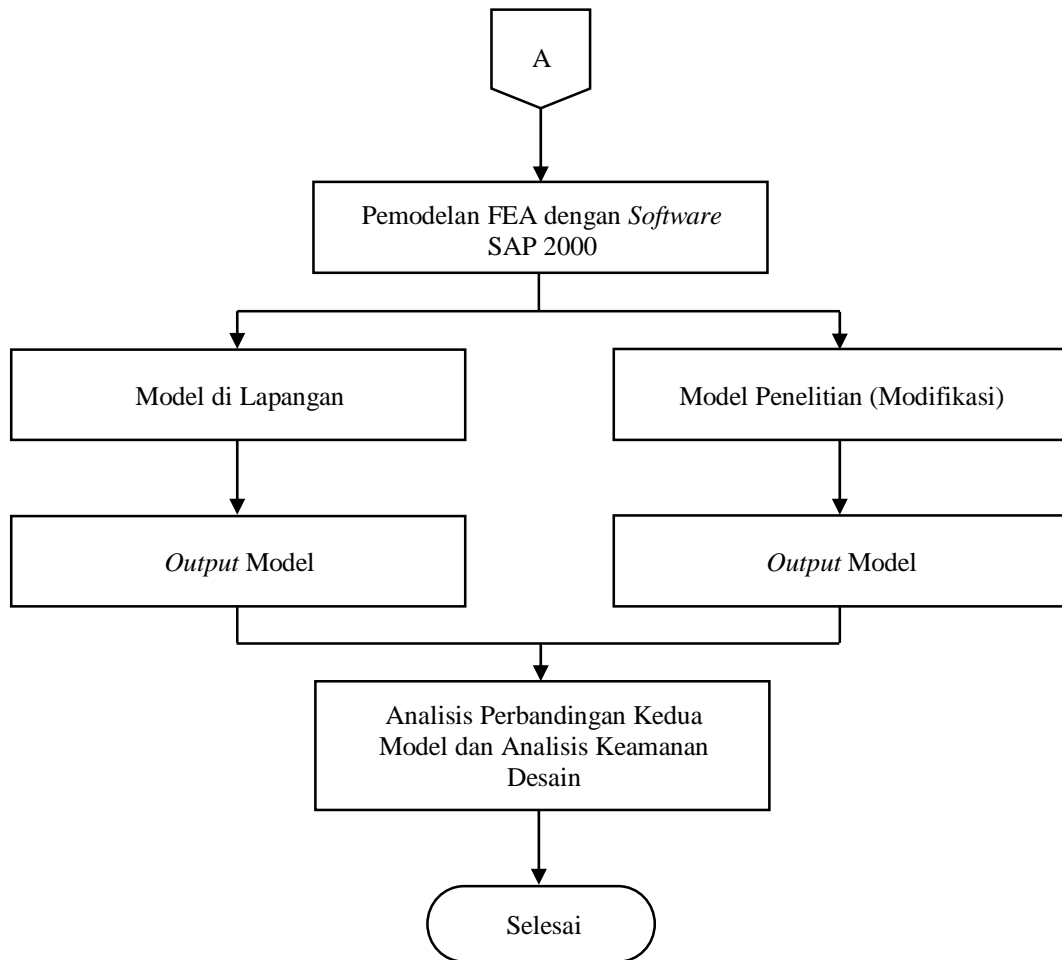 A
Pemodelan FEA dengan Software
SAP 2000
Model di Lapangan
Model Penelitian (Modifikasi)
Output Model
Output Model
Analisis Perbandingan Kedua
Model dan Analisis Keamanan
Desain
Selesai